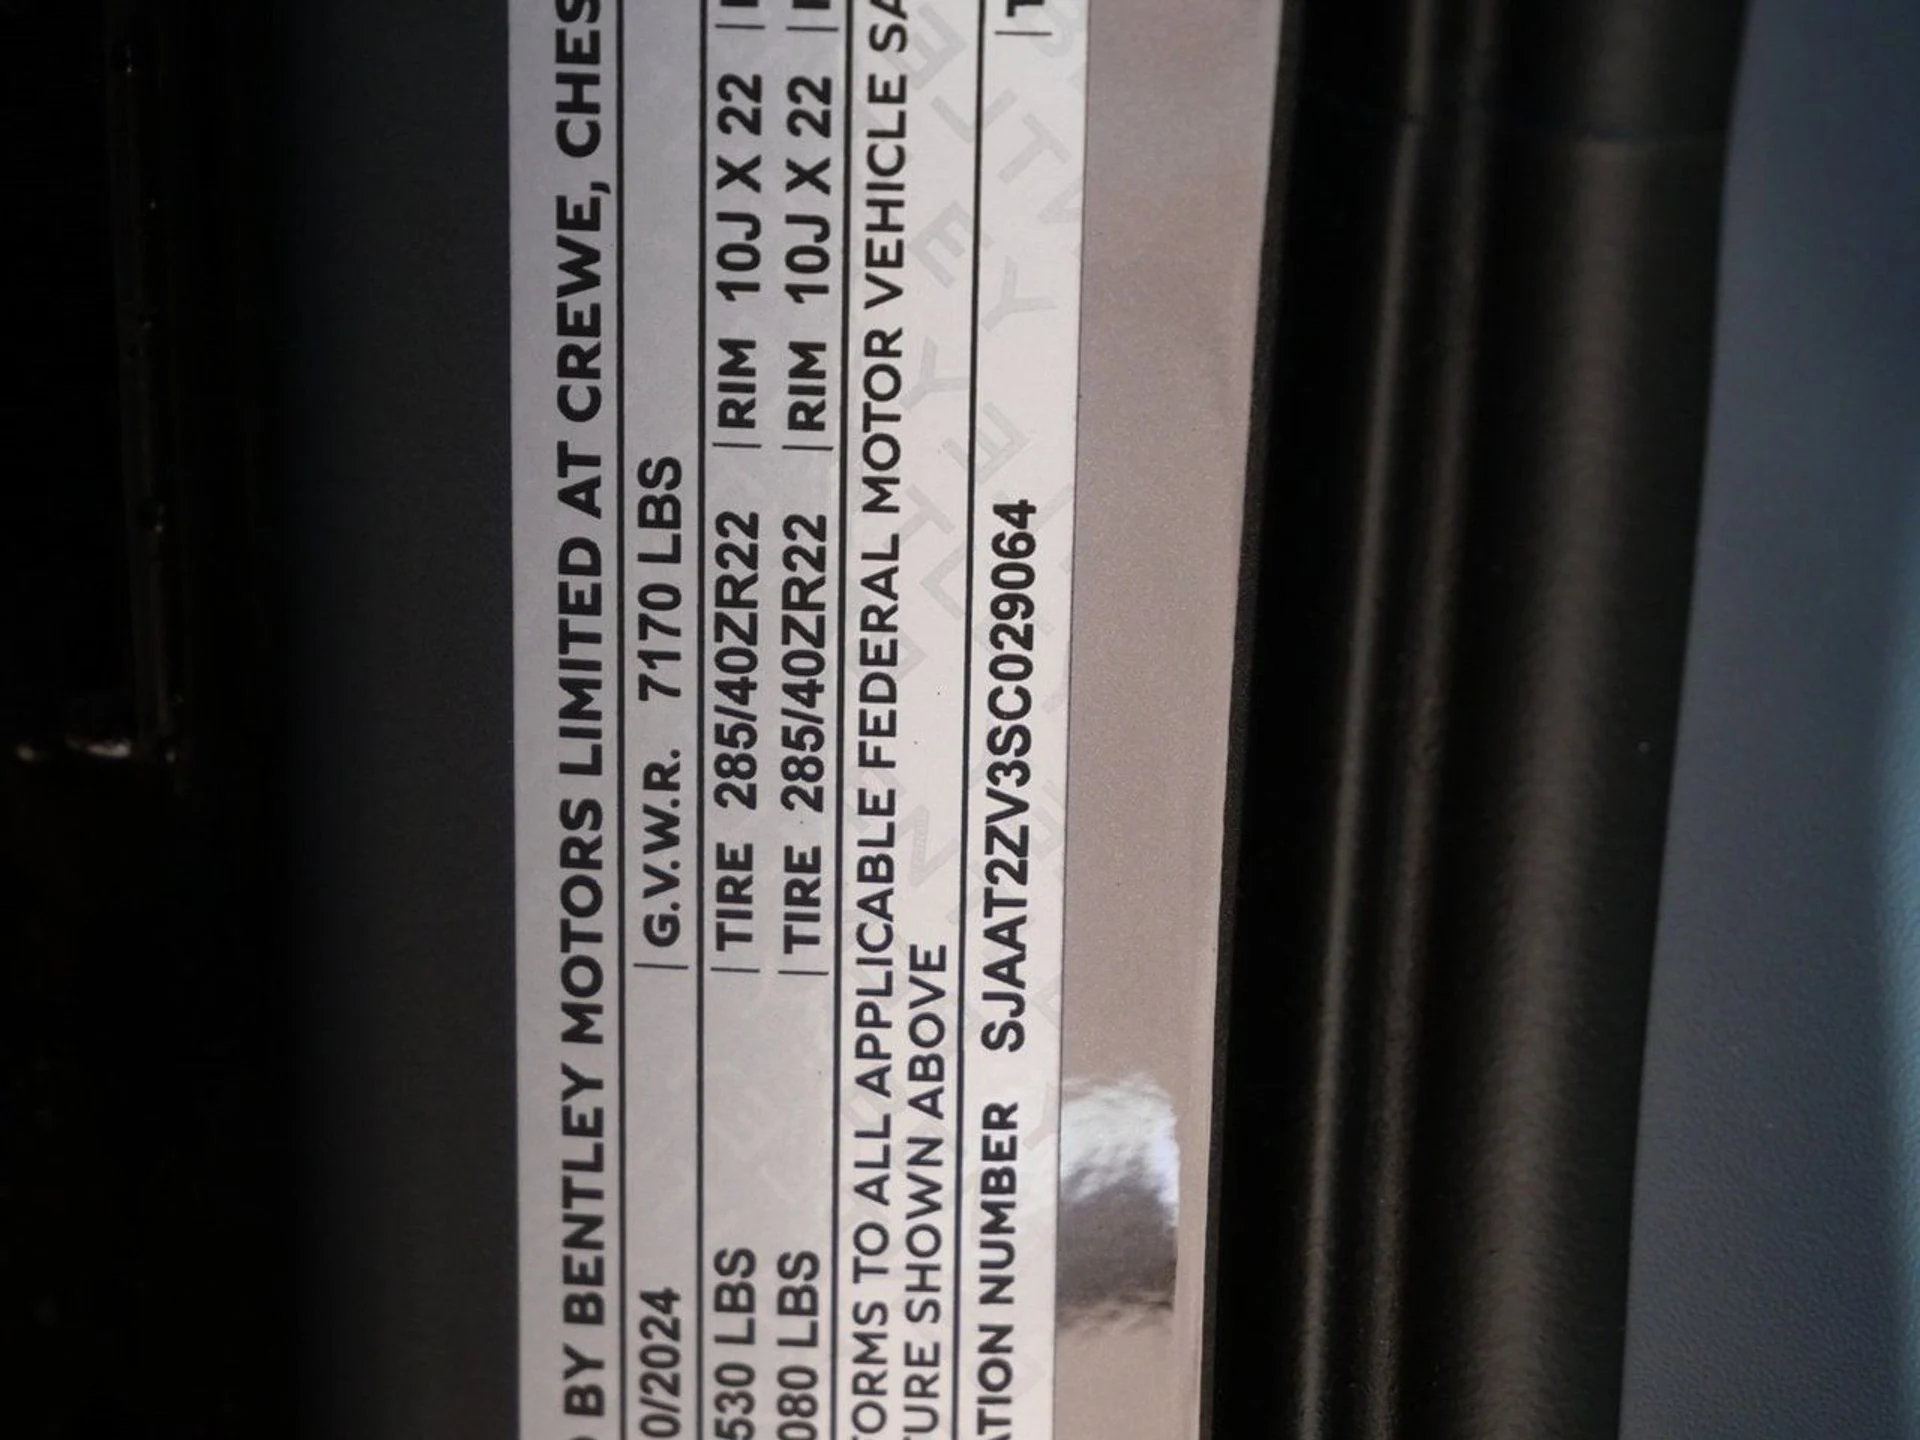 BY BENTLEY MOTORS LIMITED AT CREWE, CHES
0/2024 | G.V.W.R. 7170 LBS
530 LBS | TIRE 285/40ZR22 | RIM 10J X 22 |
080 LBS | TIRE 285/40ZR22 | RIM 10J X 22 |
ORMS TO ALL APPLICABLE FEDERAL MOTOR VEHICLE SA
TURE SHOWN ABOVE
ATION NUMBER SJAAT2ZV3SC029064 | T